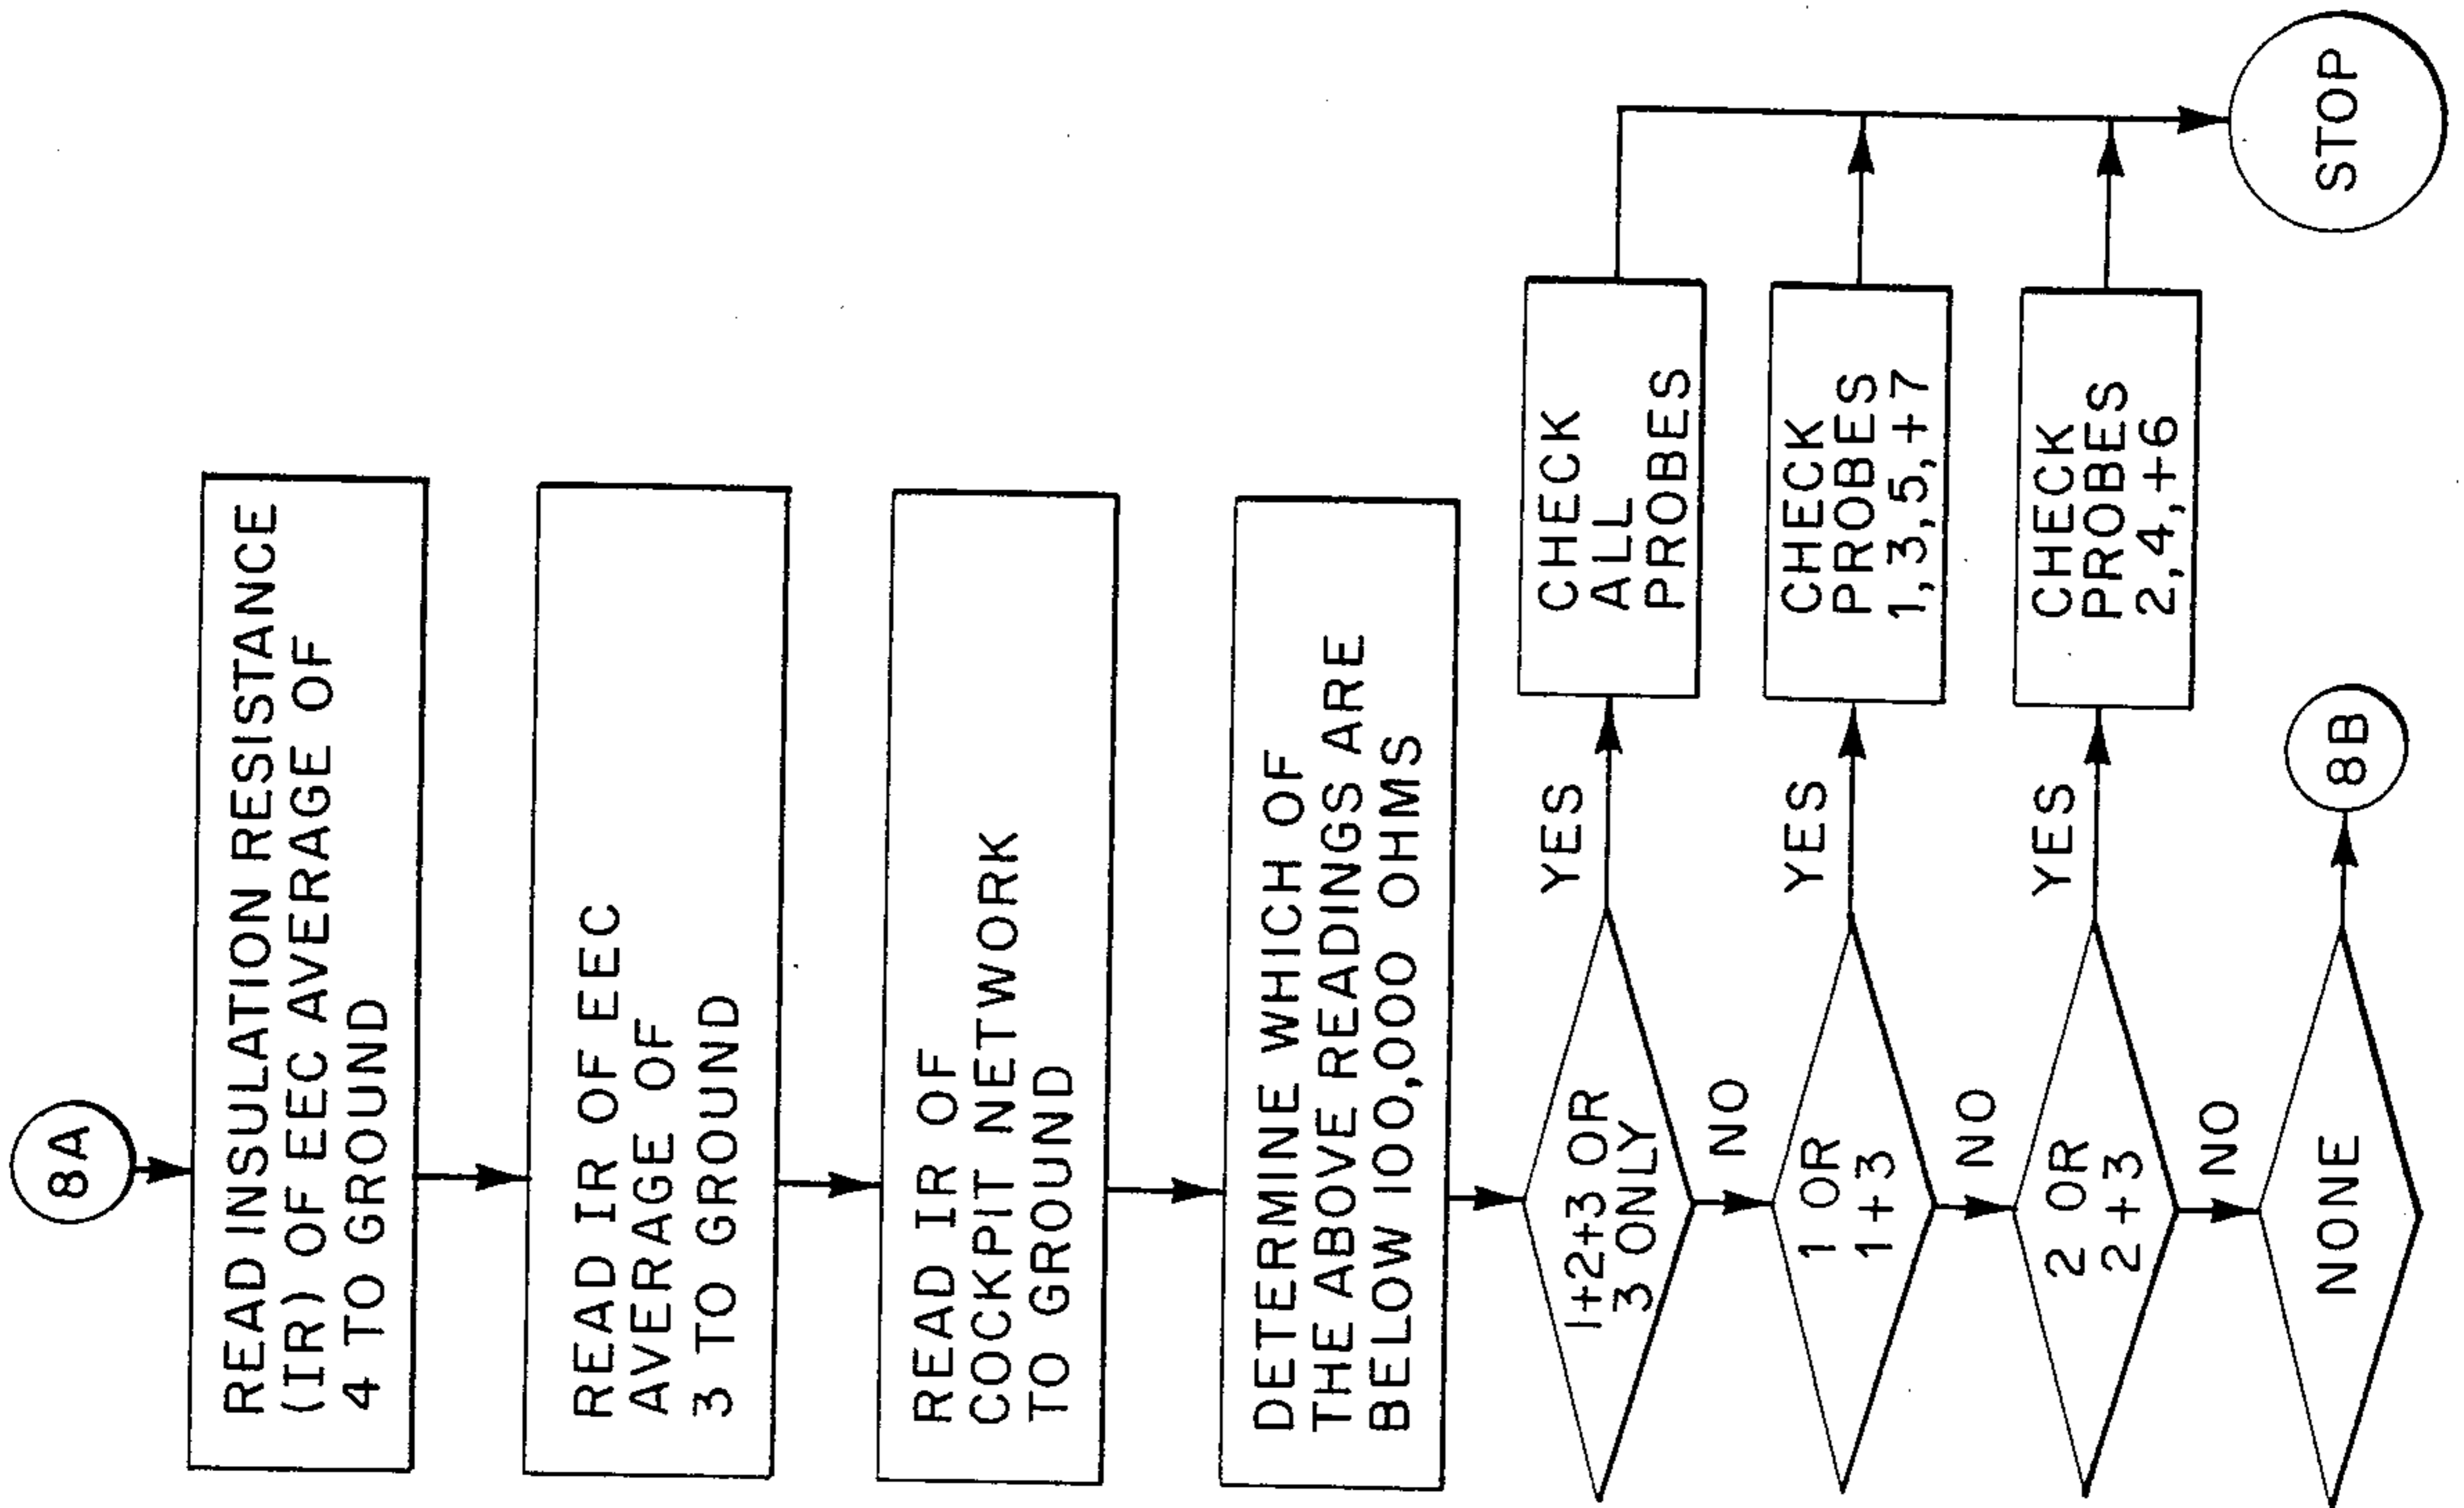 8A
READ INSULATION RESISTANCE
(IR) OF EEC AVERAGE OF
4 TO GROUND
READ IR OF EEC
AVERAGE OF
3 TO GROUND
READ IR OF
COCKPIT NETWORK
TO GROUND
DETERMINE WHICH OF
THE ABOVE READINGS ARE
BELOW 100,000 OHMS
1+2+3 OR
3 ONLY
YES
CHECK
ALL
PROBES
NO
1 OR
1+3
YES
CHECK
PROBES
1,3,5,+7
NO
2 OR
2+3
YES
CHECK
PROBES
2,4,+6
NO
NONE
8B
STOP